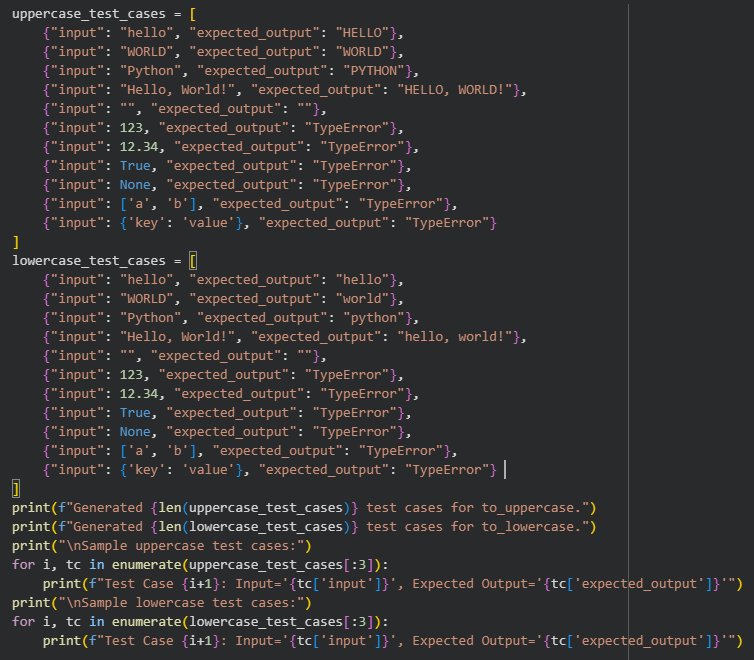 uppercase_test_cases = [
    {"input": "hello", "expected_output": "HELLO"},
    {"input": "WORLD", "expected_output": "WORLD"},
    {"input": "Python", "expected_output": "PYTHON"},
    {"input": "Hello, World!", "expected_output": "HELLO, WORLD!"},
    {"input": "", "expected_output": ""},
    {"input": 123, "expected_output": "TypeError"},
    {"input": 12.34, "expected_output": "TypeError"},
    {"input": True, "expected_output": "TypeError"},
    {"input": None, "expected_output": "TypeError"},
    {"input": ['a', 'b'], "expected_output": "TypeError"},
    {"input": {'key': 'value'}, "expected_output": "TypeError"}
]
lowercase_test_cases = [
    {"input": "hello", "expected_output": "hello"},
    {"input": "WORLD", "expected_output": "world"},
    {"input": "Python", "expected_output": "python"},
    {"input": "Hello, World!", "expected_output": "hello, world!"},
    {"input": "", "expected_output": ""},
    {"input": 123, "expected_output": "TypeError"},
    {"input": 12.34, "expected_output": "TypeError"},
    {"input": True, "expected_output": "TypeError"},
    {"input": None, "expected_output": "TypeError"},
    {"input": ['a', 'b'], "expected_output": "TypeError"},
    {"input": {'key': 'value'}, "expected_output": "TypeError"}
]
print(f"Generated {len(uppercase_test_cases)} test cases for to_uppercase.")
print(f"Generated {len(lowercase_test_cases)} test cases for to_lowercase.")
print("\nSample uppercase test cases:")
for i, tc in enumerate(uppercase_test_cases[:3]):
    print(f"Test Case {i+1}: Input='{tc['input']}', Expected Output='{tc['expected_output']}'")
print("\nSample lowercase test cases:")
for i, tc in enumerate(lowercase_test_cases[:3]):
    print(f"Test Case {i+1}: Input='{tc['input']}', Expected Output='{tc['expected_output']}'")